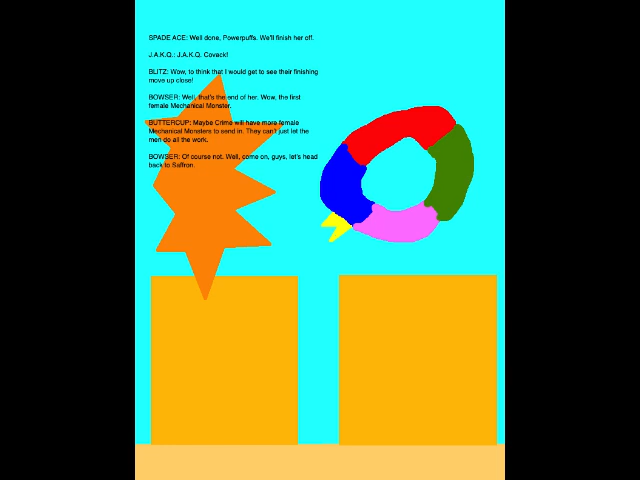 SPADE ACE: Well done, Powerpuffs. We'll finish her off.
J.A.K.Q.: J.A.K.Q. Covack!
BLITZ: Wow, to think that I would get to see their finishing
move up close!
BOWSER: Well, that's the end of her. Wow, the first
female Mechanical Monster.
BUTTERCUP: Maybe Crime will have more female
Mechanical Monsters to send in. They can't just let the
men do all the work.
BOWSER: Of course not. Well, come on, guys, let's head
back to Saffron.